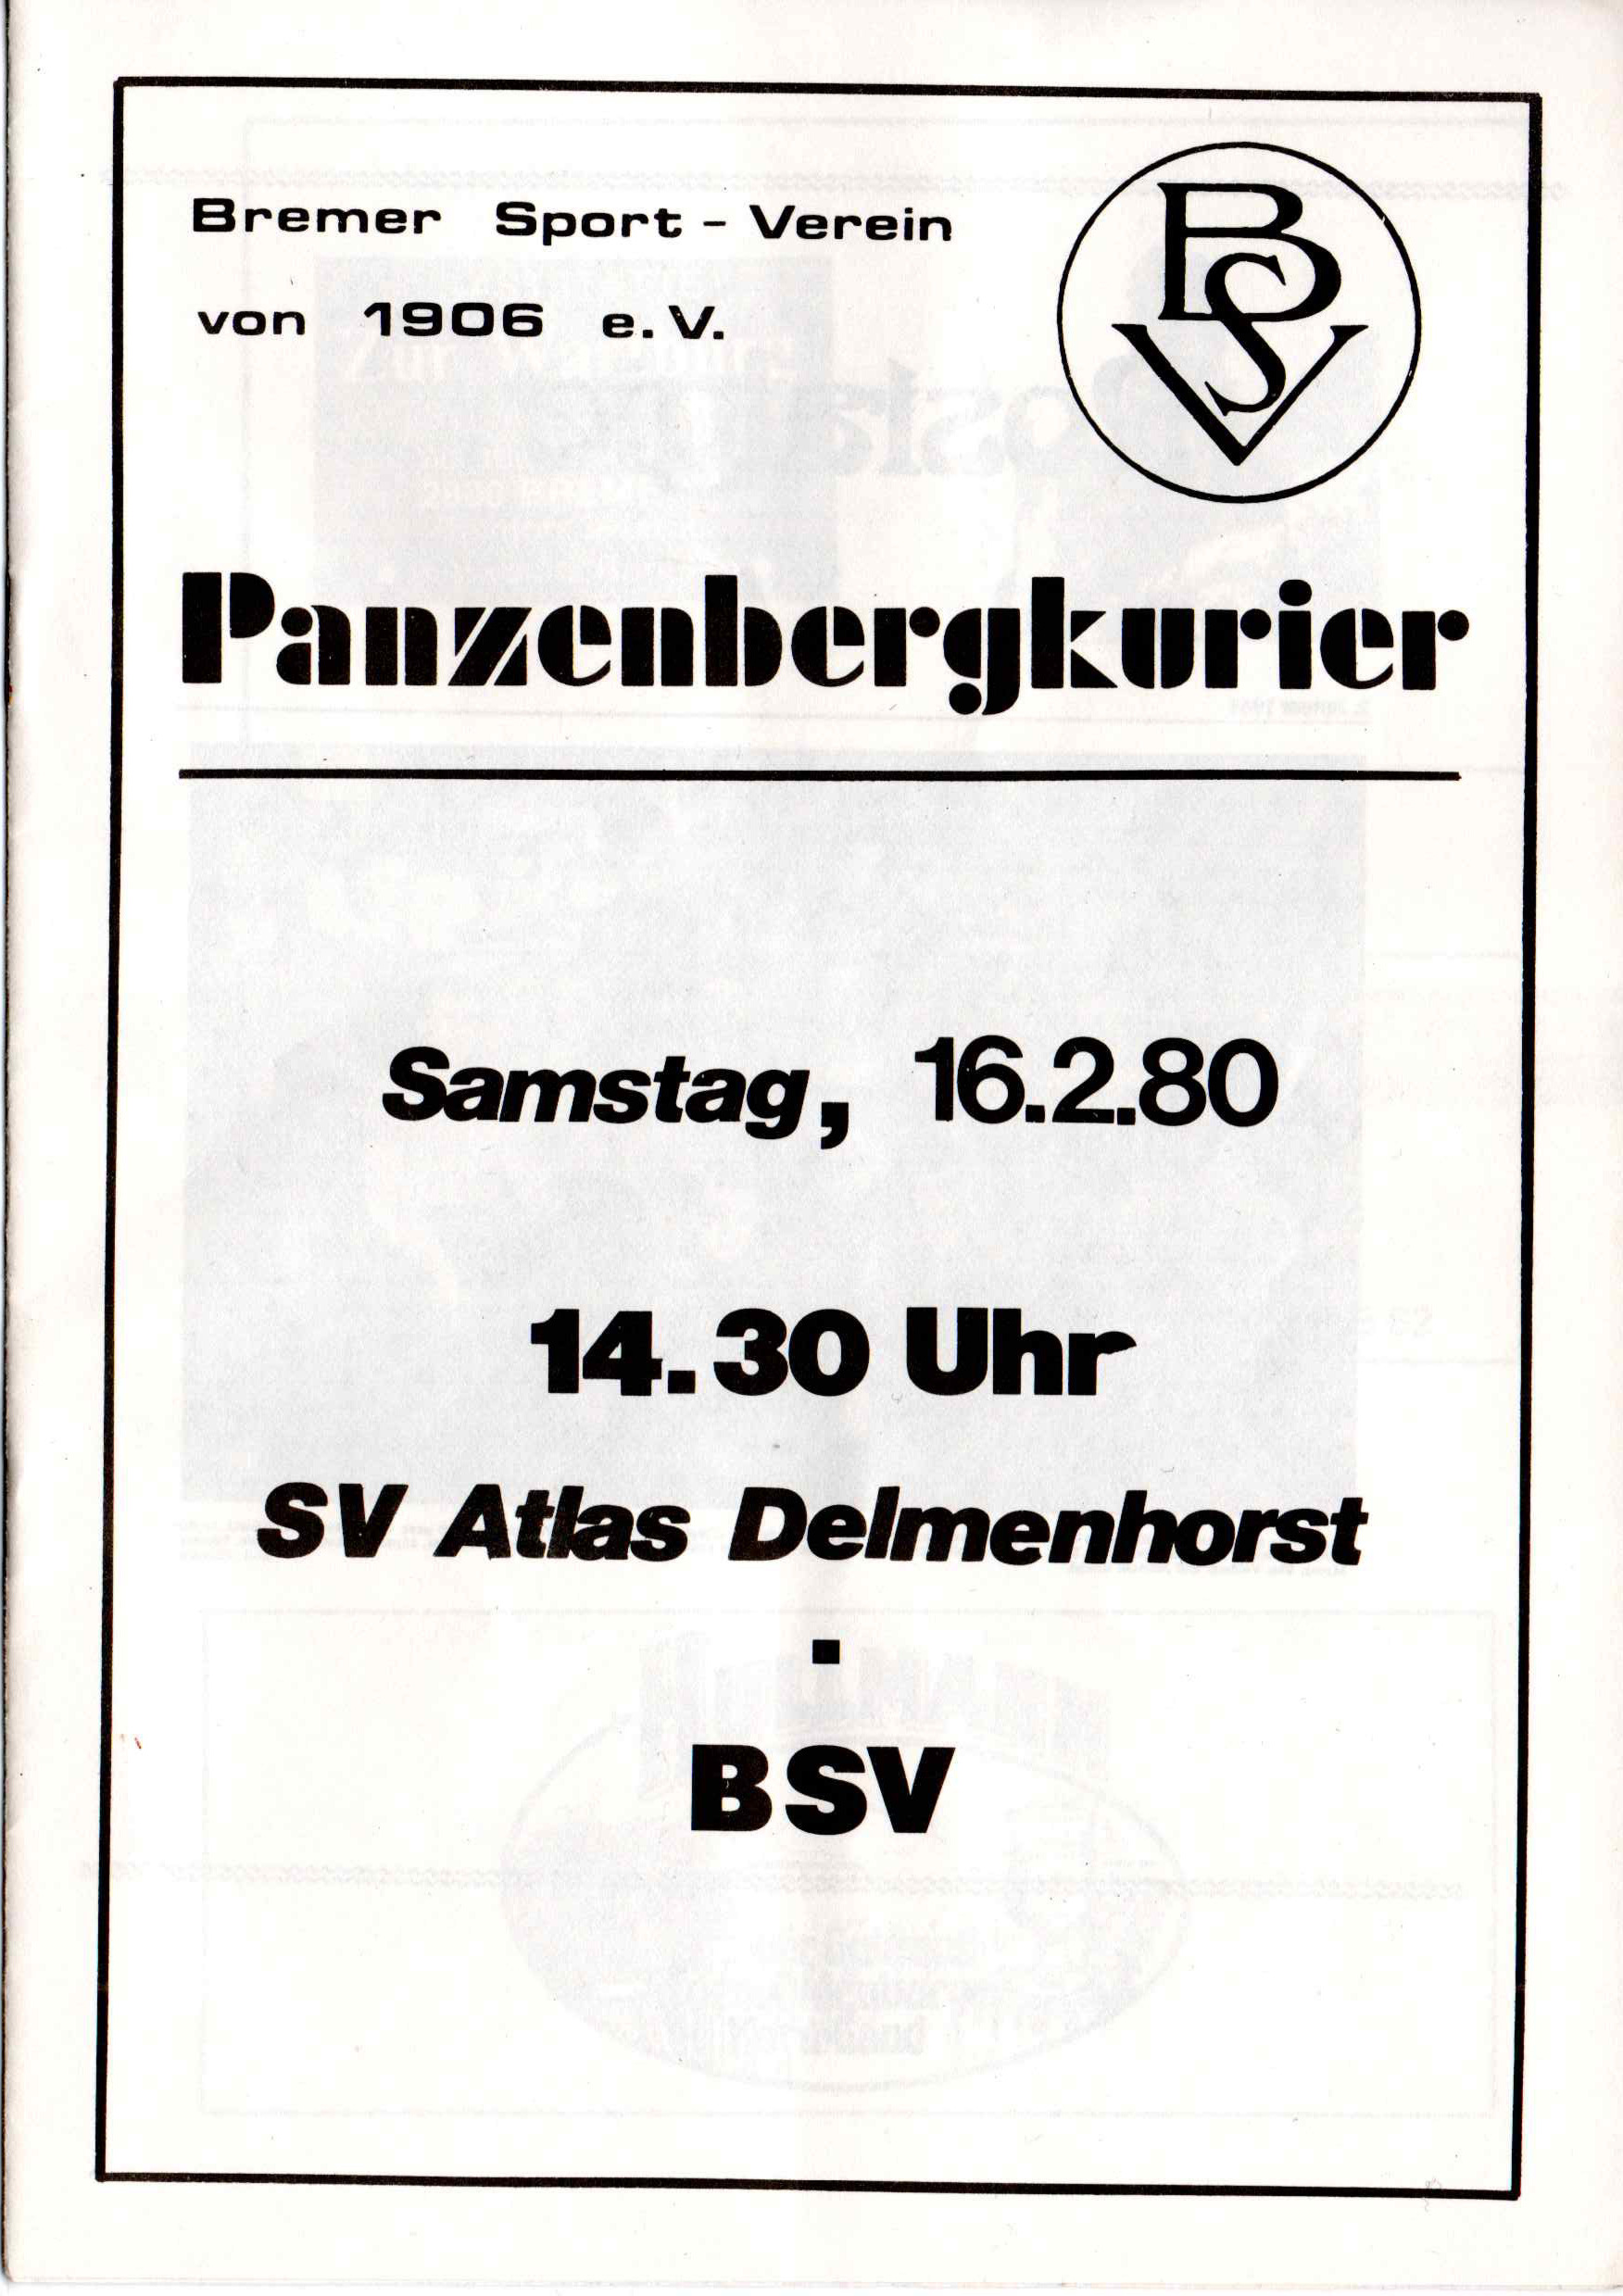 Bremer Sport - Verein
von 1906 e. V.
BSV
Panzenbergkurier
Samstag, 16.2.80
14.30 Uhr
SV Atlas Delmenhorst
BSV